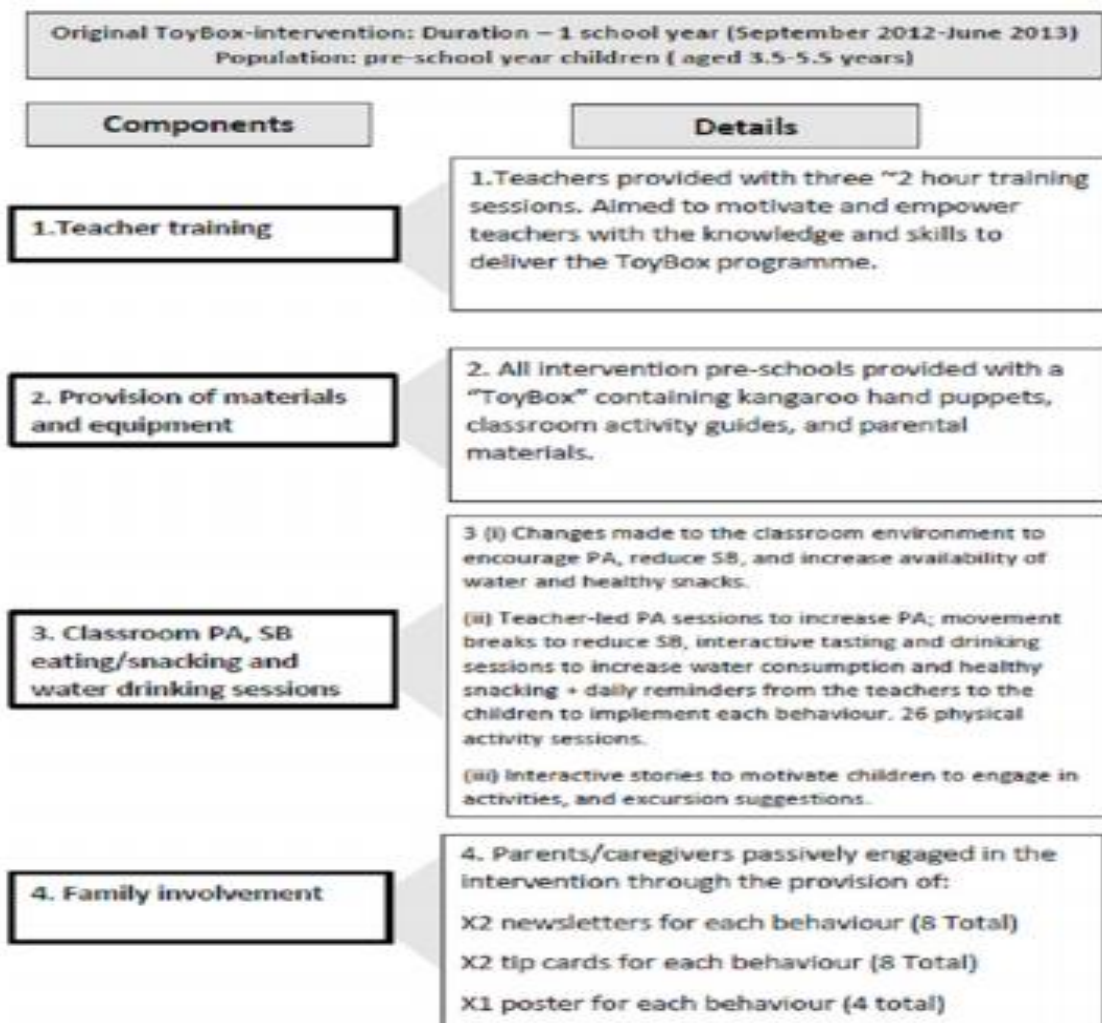 Original ToyBox-intervention: Duration – 1 school year (September 2012-June 2013)
Population: pre-school year children ( aged 3.5-5.5 years)
Components
Details
1.Teacher training
1.Teachers provided with three ~2 hour training
sessions. Aimed to motivate and empower
teachers with the knowledge and skills to
deliver the ToyBox programme.
2. Provision of materials
and equipment
2. All intervention pre-schools provided with a
"ToyBox" containing kangaroo hand puppets,
classroom activity guides, and parental
materials.
3. Classroom PA, SB
eating/snacking and
water drinking sessions
3 (i) Changes made to the classroom environment to
encourage PA, reduce SB, and increase availability of
water and healthy snacks.
(ii) Teacher-led PA sessions to increase PA; movement
breaks to reduce SB, interactive tasting and drinking
sessions to increase water consumption and healthy
snacking + daily reminders from the teachers to the
children to implement each behaviour. 26 physical
activity sessions.
(iii) Interactive stories to motivate children to engage in
activities, and excursion suggestions.
4. Family involvement
4. Parents/caregivers passively engaged in the
intervention through the provision of:
X2 newsletters for each behaviour (8 Total)
X2 tip cards for each behaviour (8 Total)
X1 poster for each behaviour (4 total)